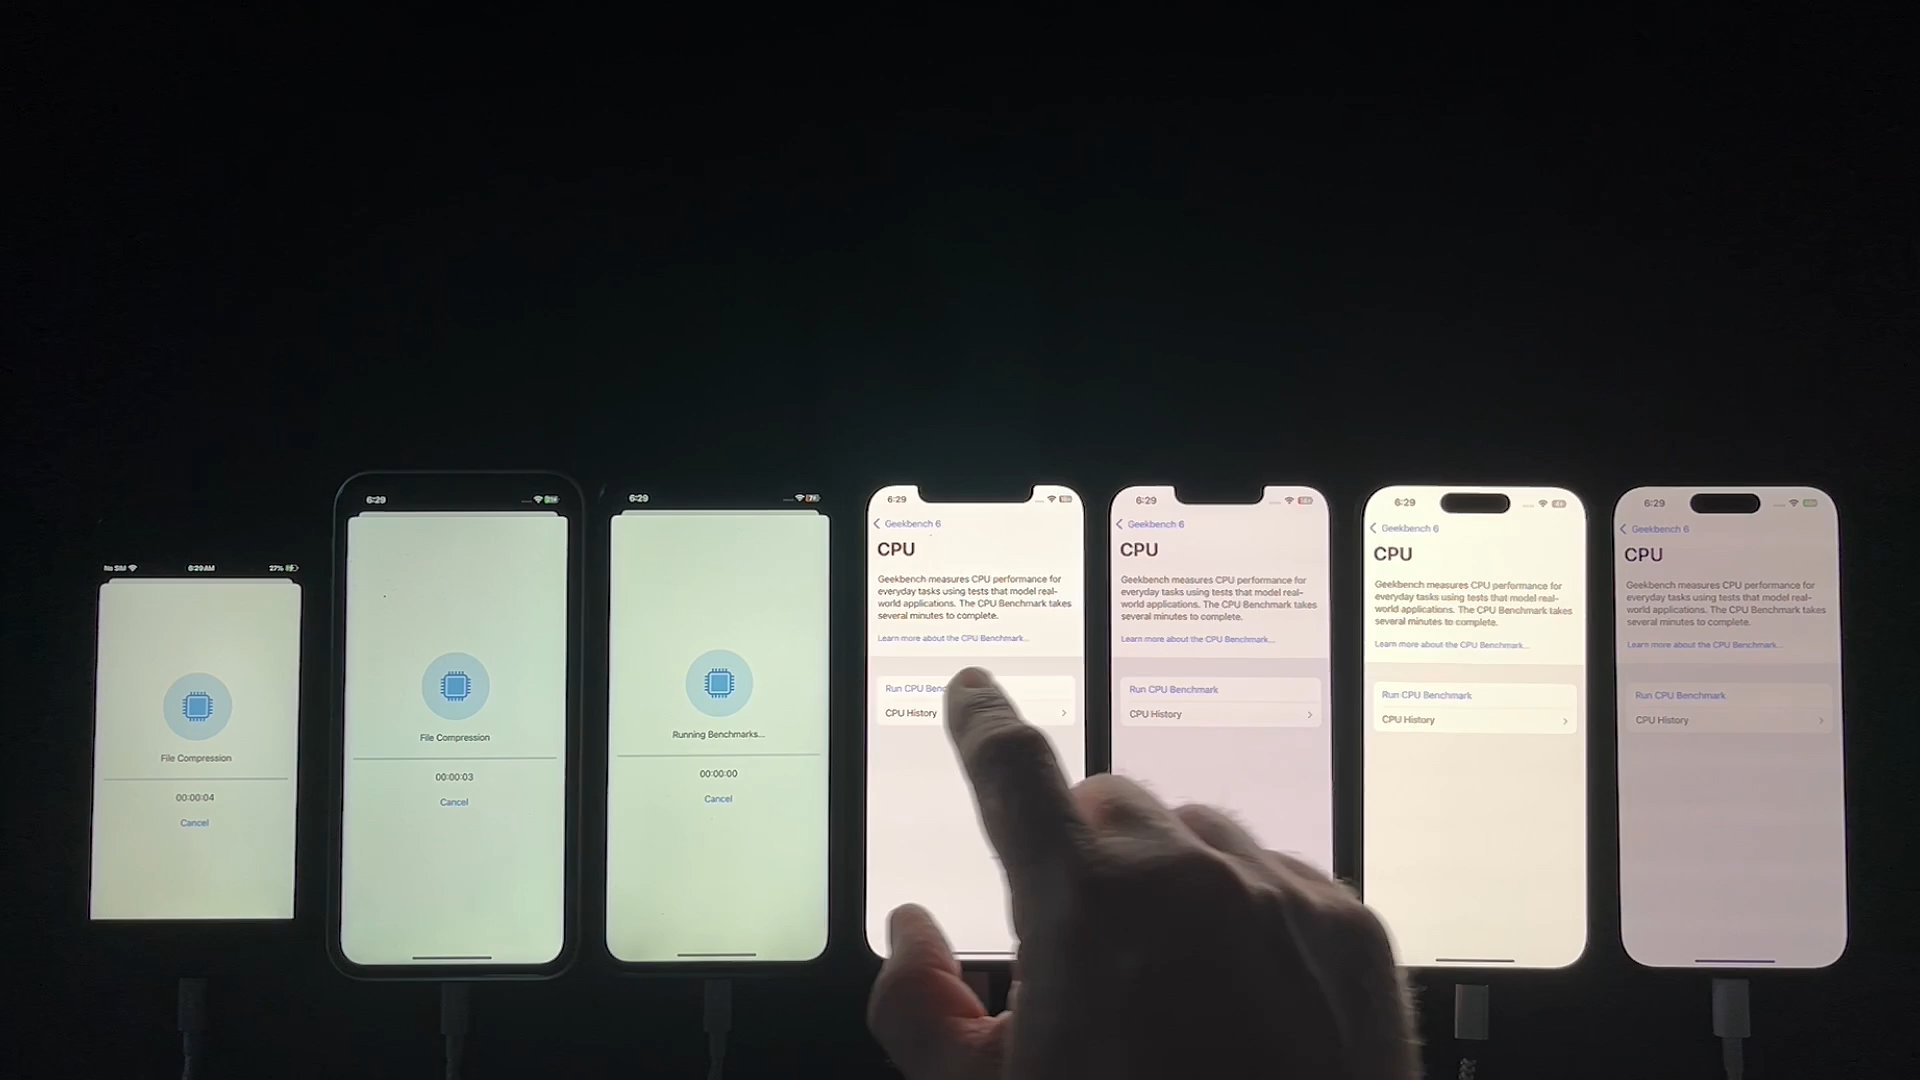 No SIM
6:29 AM
27%
File Compression
00:00:04
Cancel
6:29
File Compression
00:00:03
Cancel
6:29
Running Benchmarks...
00:00:00
Cancel
6:29
Geekbench 6
CPU
Geekbench measures CPU performance for
everyday tasks using tests that model real-
world applications. The CPU Benchmark takes
several minutes to complete.
Learn more about the CPU Benchmark...
Run CPU Benc
CPU History
6:29
Geekbench 6
CPU
Geekbench measures CPU performance for
everyday tasks using tests that model real-
world applications. The CPU Benchmark takes
several minutes to complete.
Learn more about the CPU Benchmark...
Run CPU Benchmark
CPU History
6:29
Geekbench 6
CPU
Geekbench measures CPU performance for
everyday tasks using tests that model real-
world applications. The CPU Benchmark takes
several minutes to complete.
Learn more about the CPU Benchmark...
Run CPU Benchmark
CPU History
6:29
Geekbench 6
CPU
Geekbench measures CPU performance for
everyday tasks using tests that model real-
world applications. The CPU Benchmark takes
several minutes to complete.
Learn more about the CPU Benchmark...
Run CPU Benchmark
CPU History